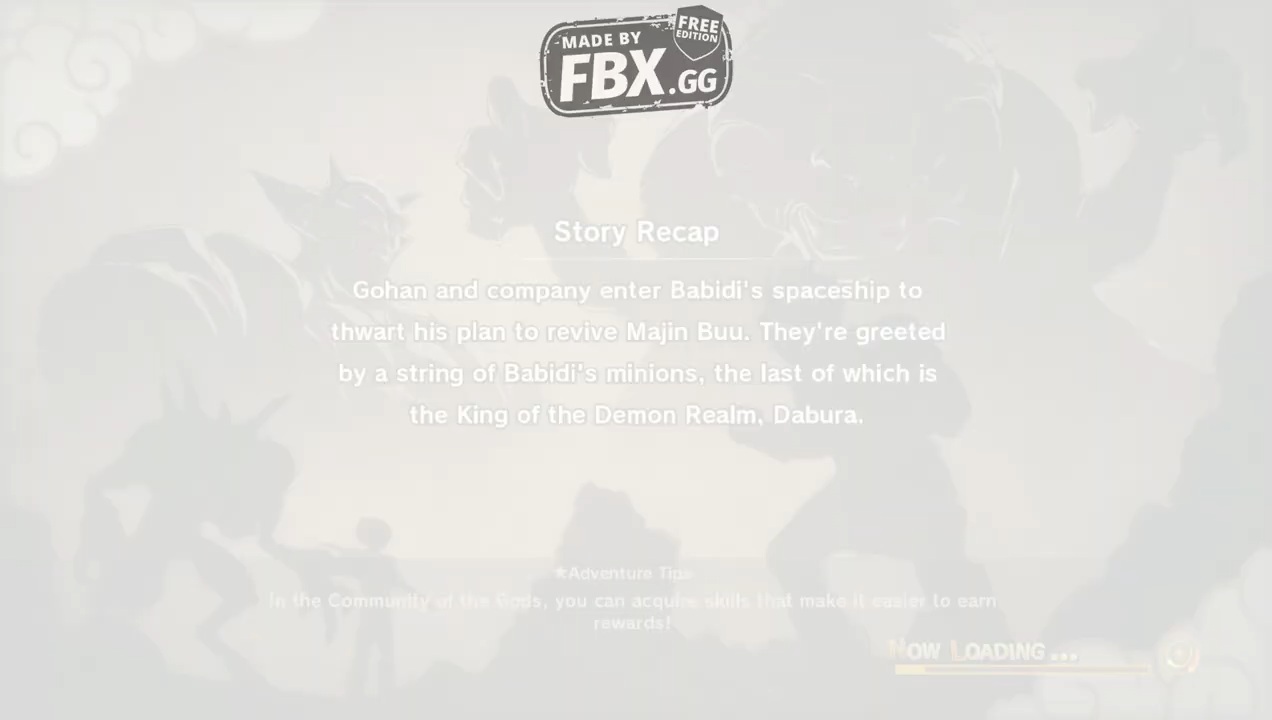 MADE BY
FREE
EDITION
FBX.GG
Story Recap
Gohan and company enter Babidi's spaceship to
thwart his plan to revive Majin Buu. They're greeted
by a string of Babidi's minions, the last of which is
the King of the Demon Realm, Dabura.
★Adventure Tips
In the Community of the Gods, you can acquire skills that make it easier to earn
rewards!
NOW LOADING...